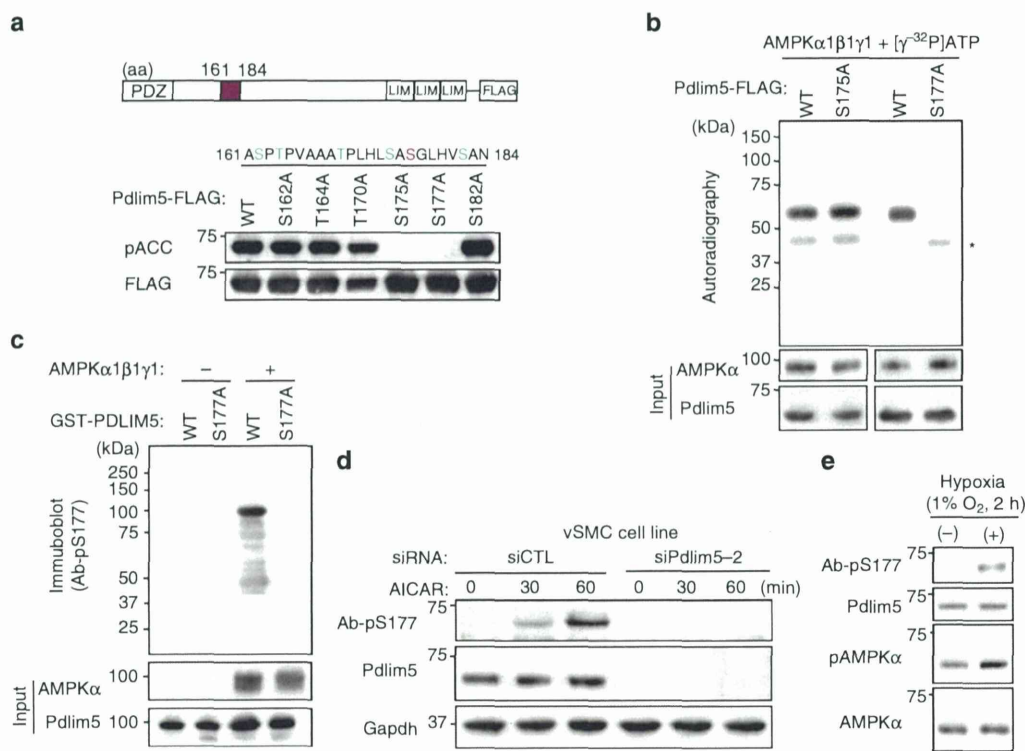 a
(aa) 161 184
PDZ LIM LIM LIM FLAG
161 ASPTPVAAATPLHLSASGLHVSAN 184
Pdlim5-FLAG: WT S162A T164A T170A S175A S177A S182A
pACC 75
FLAG 75
b
AMPKα1β1γ1 + [γ-32P]ATP
Pdlim5-FLAG: WT S175A WT S177A
(kDa)
Autoradiography
150
100
75
50
37
25
*
Input
AMPKα 100
Pdlim5 75
c
AMPKα1β1γ1: – +
GST-PDLIM5: WT S177A WT S177A
(kDa)
Immuboblot
(Ab-pS177)
250
150
100
75
50
37
25
Input
AMPKα 100
Pdlim5 100
d
vSMC cell line
siRNA: siCTL siPdlim5–2
AICAR: 0 30 60 0 30 60 (min)
Ab-pS177 75
Pdlim5 75
Gapdh 37
e
Hypoxia
(1% O2, 2 h)
(–) (+)
Ab-pS177 75
Pdlim5 75
pAMPKα 75
AMPKα 75